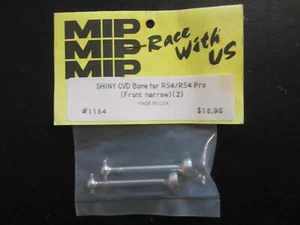 MIP
MIP Race With
MIP US
SHINY CVD Bone for RS4/RS4 Pro
(Front narrow)(2)
MADE IN USA
#1184 $18.95